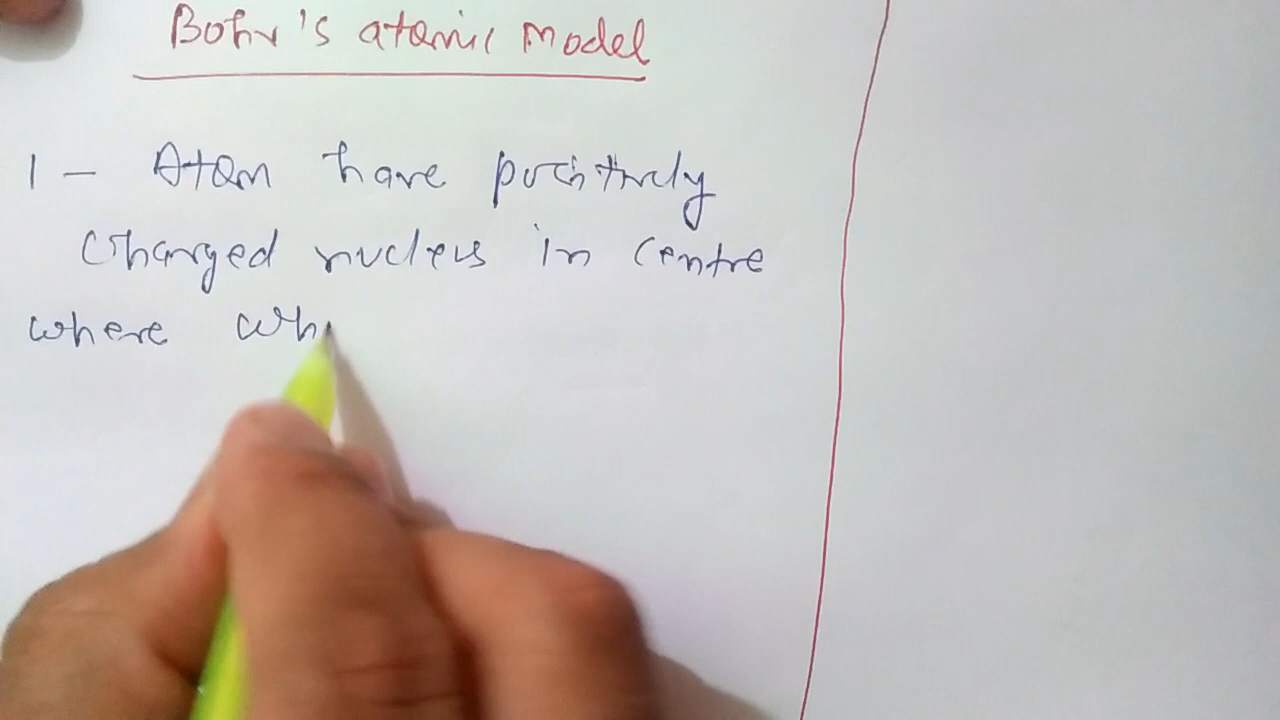 Bohr's atomic Model
1 - Atom have positively
charged nucleus in centre
where wh